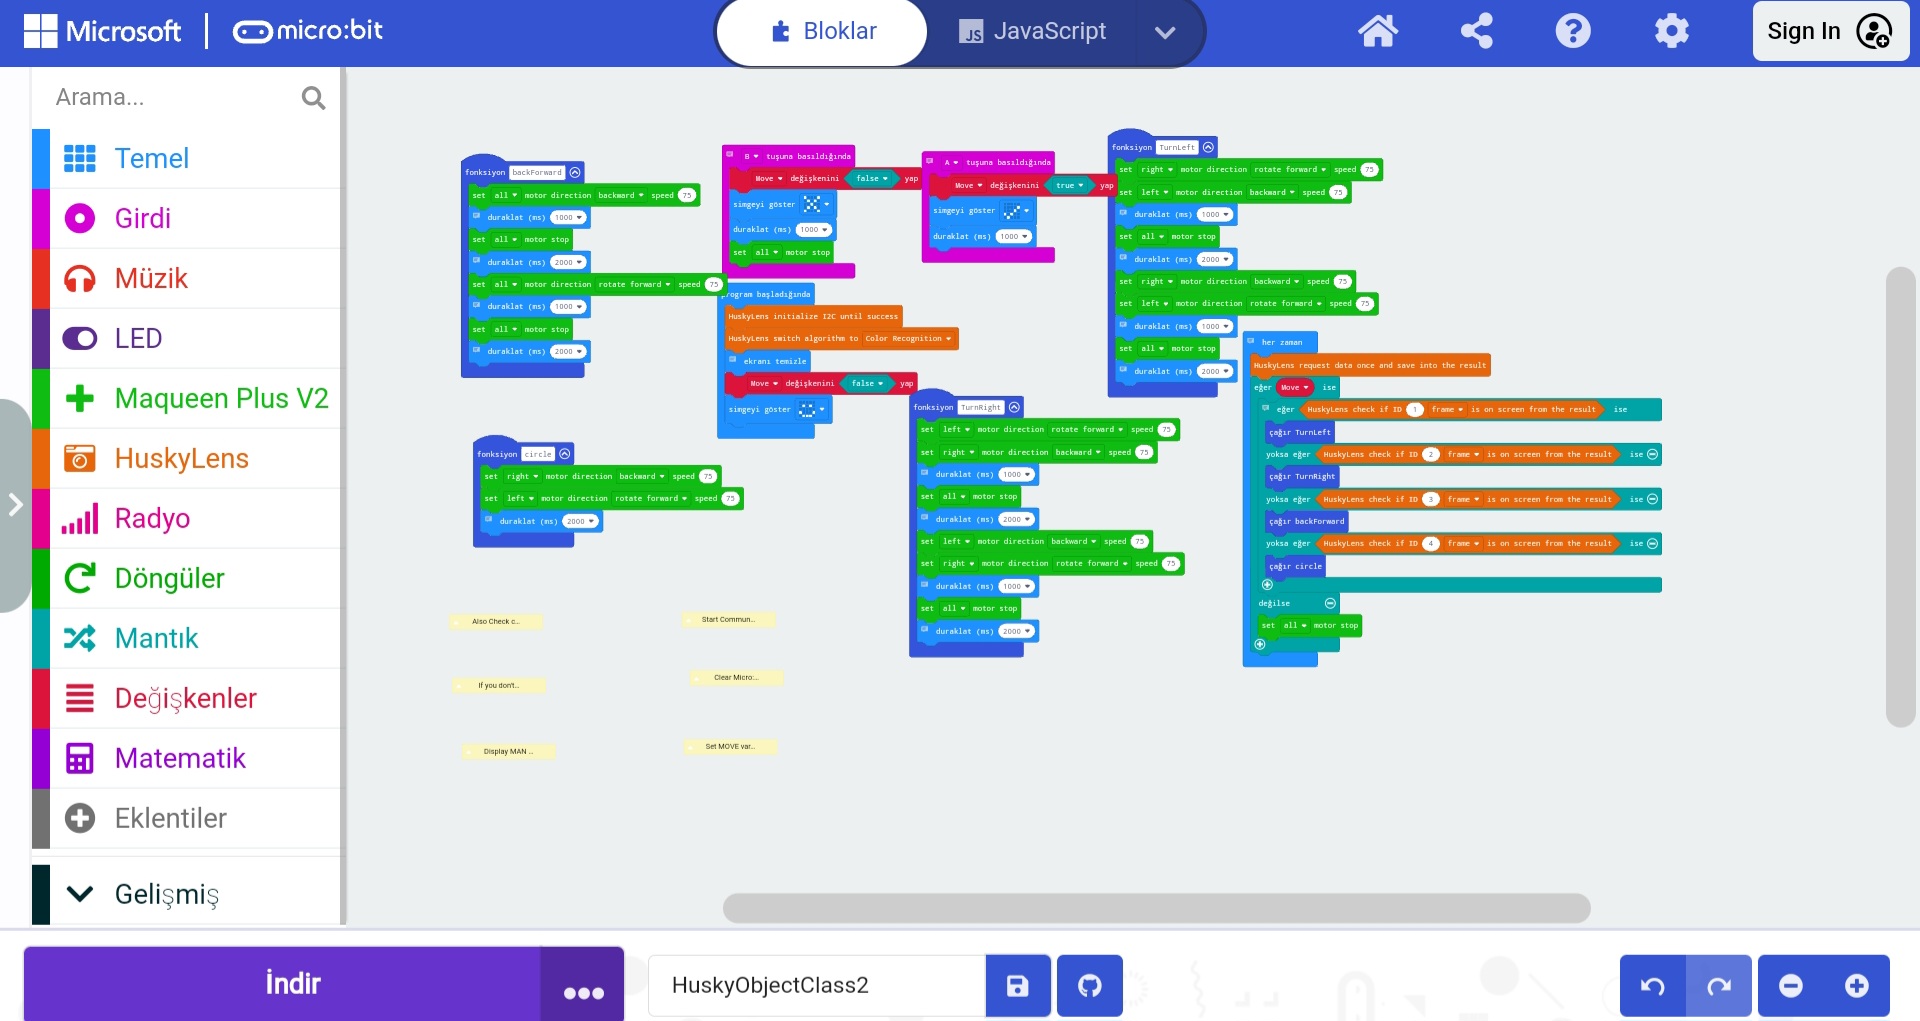 Microsoft
micro:bit
Bloklar
JavaScript
Sign In
Arama...
Temel
Girdi
Müzik
LED
Maqueen Plus V2
HuskyLens
Radyo
Döngüler
Mantık
Değişkenler
Matematik
Eklentiler
Gelişmiş
fonksiyon backForward
set all motor direction backward speed 75
duraklat (ms) 1000
set all motor stop
duraklat (ms) 2000
set all motor direction rotate forward speed 75
duraklat (ms) 1000
set all motor stop
duraklat (ms) 2000
fonksiyon circle
set right motor direction backward speed 75
set left motor direction rotate forward speed 75
duraklat (ms) 2000
B tuşuna basıldığında
Move değişkenini false yap
simgeyi göster
duraklat (ms) 1000
set all motor stop
program başladığında
HuskyLens initialize I2C until success
HuskyLens switch algorithm to Color Recognition
ekranı temizle
Move değişkenini false yap
simgeyi göster
A tuşuna basıldığında
Move değişkenini true yap
simgeyi göster
duraklat (ms) 1000
fonksiyon TurnRight
set left motor direction rotate forward speed 75
set right motor direction backward speed 75
duraklat (ms) 1000
set all motor stop
duraklat (ms) 2000
set left motor direction backward speed 75
set right motor direction rotate forward speed 75
duraklat (ms) 1000
set all motor stop
duraklat (ms) 2000
fonksiyon TurnLeft
set right motor direction rotate forward speed 75
set left motor direction backward speed 75
duraklat (ms) 1000
set all motor stop
duraklat (ms) 2000
set right motor direction backward speed 75
set left motor direction rotate forward speed 75
duraklat (ms) 1000
set all motor stop
duraklat (ms) 2000
her zaman
HuskyLens request data once and save into the result
eğer Move ise
eğer HuskyLens check if ID 1 frame is on screen from the result ise
çağır TurnLeft
yoksa eğer HuskyLens check if ID 2 frame is on screen from the result ise
çağır TurnRight
yoksa eğer HuskyLens check if ID 3 frame is on screen from the result ise
çağır backForward
yoksa eğer HuskyLens check if ID 4 frame is on screen from the result ise
çağır circle
değilse
set all motor stop
Also Check c...
Start Commun...
If you don't...
Clear Micro:...
Display MAN ...
Set MOVE var...
İndir
HuskyObjectClass2